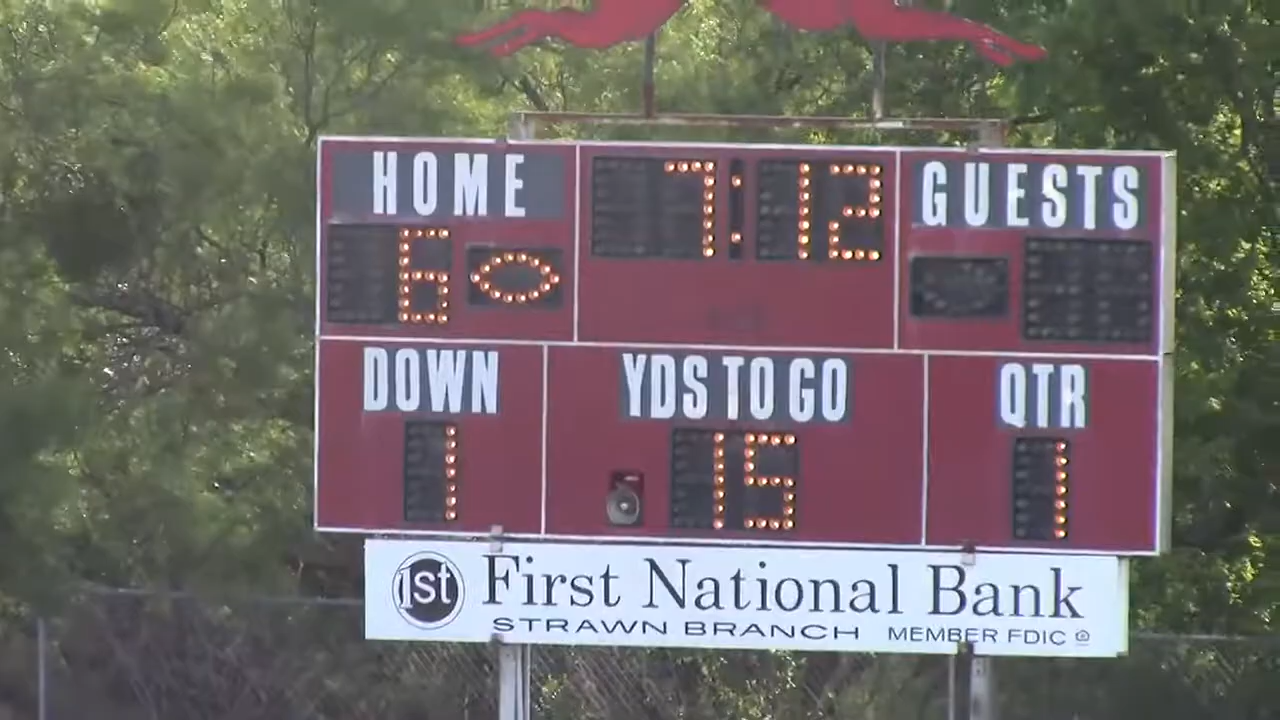 HOME 7:12 GUESTS
6
DOWN YDS TO GO QTR
1 15 1
1st First National Bank
STRAWN BRANCH MEMBER FDIC